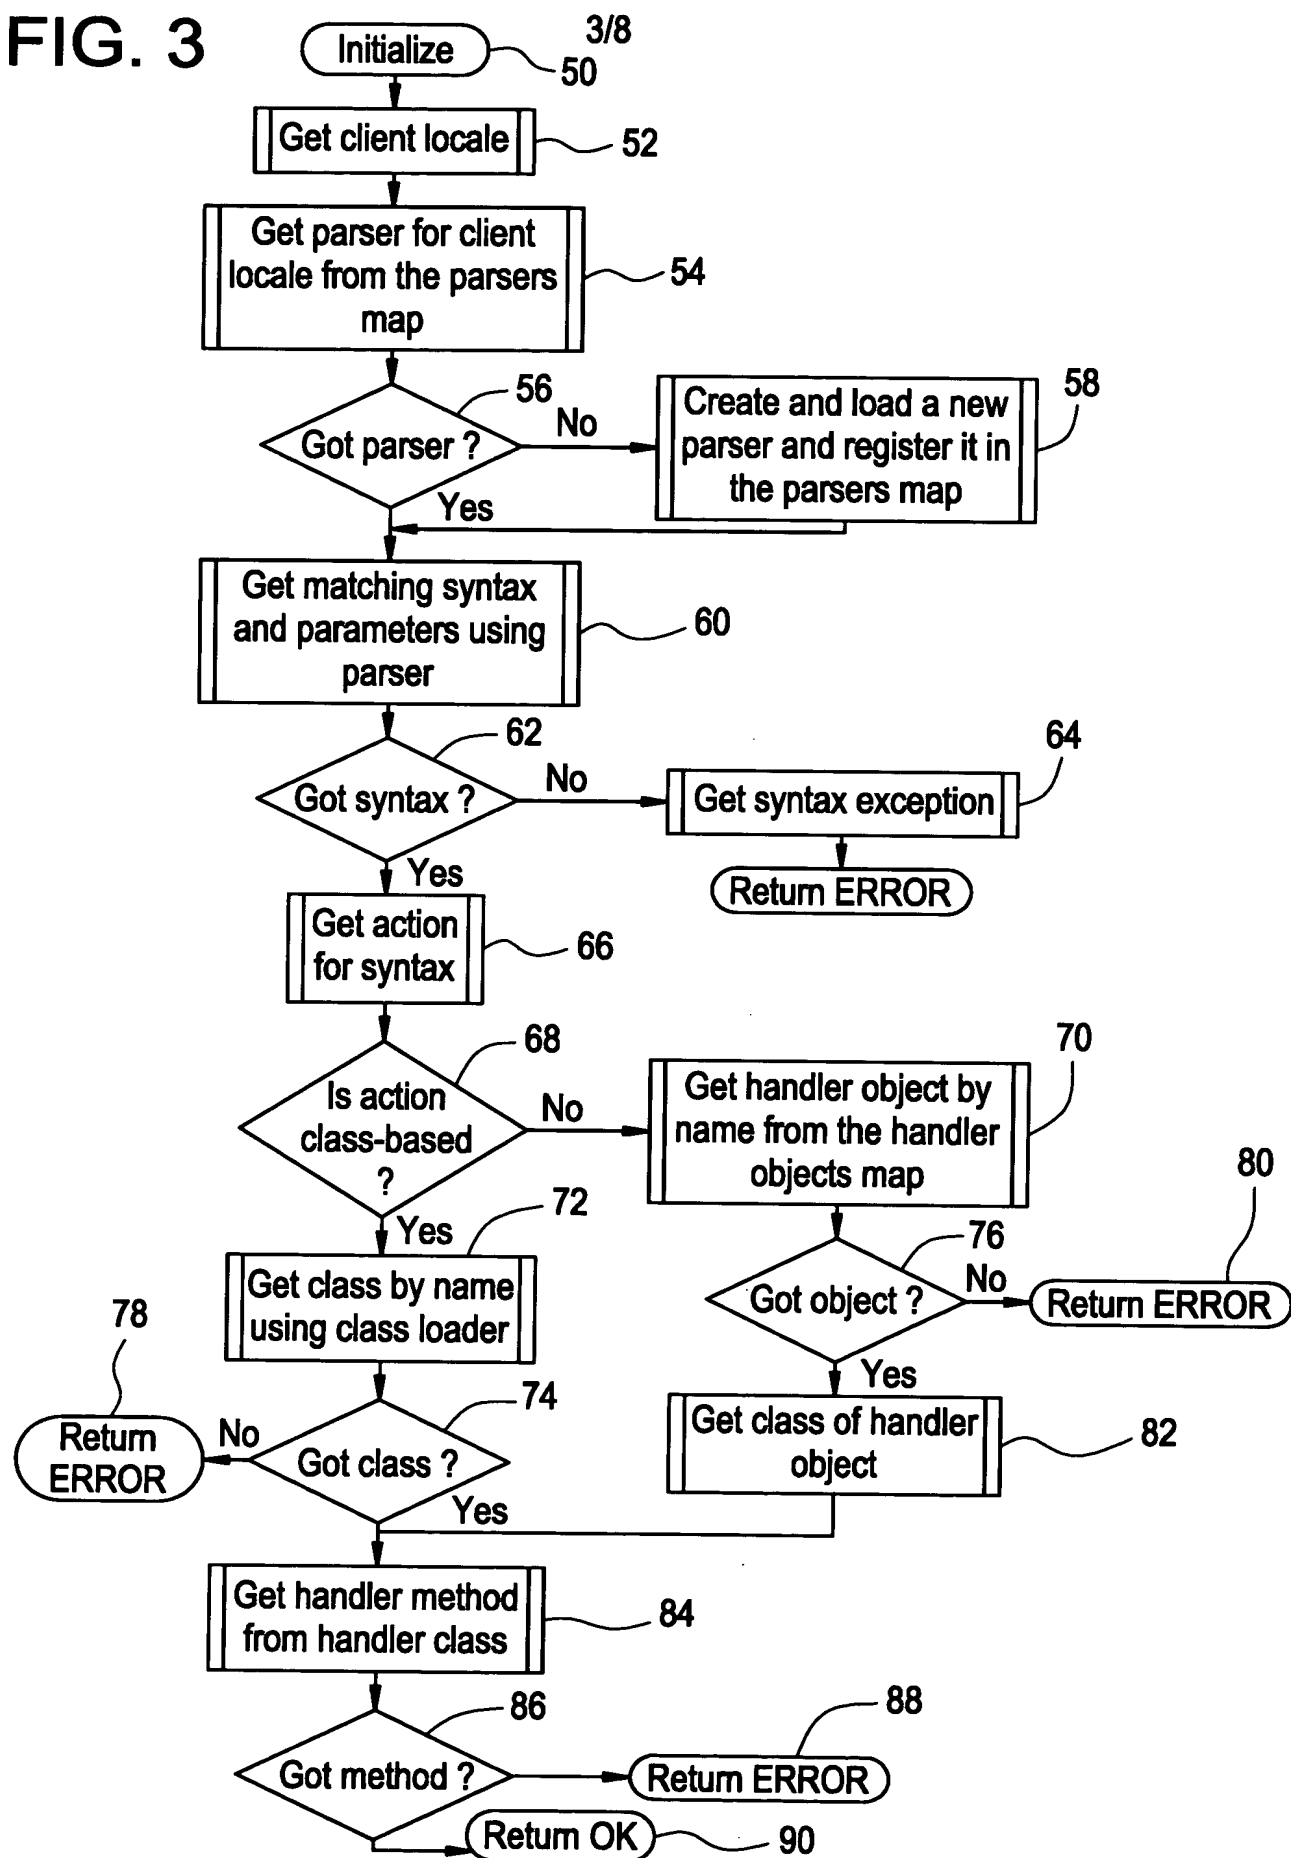 FIG. 3
3/8
Initialize
50
Get client locale
52
Get parser for client
locale from the parsers
map
54
56
Got parser ?
No
Yes
58
Create and load a new
parser and register it in
the parsers map
Get matching syntax
and parameters using
parser
60
62
Got syntax ?
No
Yes
64
Get syntax exception
Return ERROR
Get action
for syntax
66
68
Is action
class-based
?
No
Yes
70
Get handler object by
name from the handler
objects map
72
Get class by name
using class loader
76
Got object ?
No
Yes
80
Return ERROR
78
Return
ERROR
74
No
Got class ?
Yes
Get class of handler
object
82
Get handler method
from handler class
84
86
Got method ?
88
Return ERROR
Return OK
90